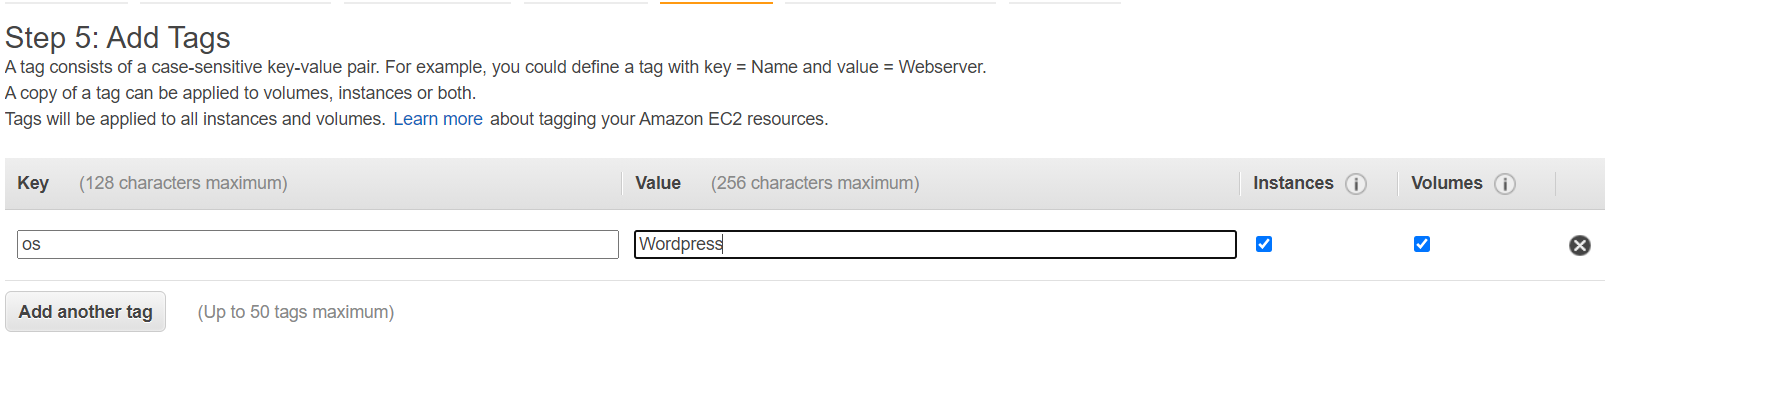 Step 5: Add Tags
A tag consists of a case-sensitive key-value pair. For example, you could define a tag with key = Name and value = Webserver.
A copy of a tag can be applied to volumes, instances or both.
Tags will be applied to all instances and volumes. Learn more about tagging your Amazon EC2 resources.
Key (128 characters maximum) Value (256 characters maximum) Instances Volumes
os Wordpress
Add another tag (Up to 50 tags maximum)